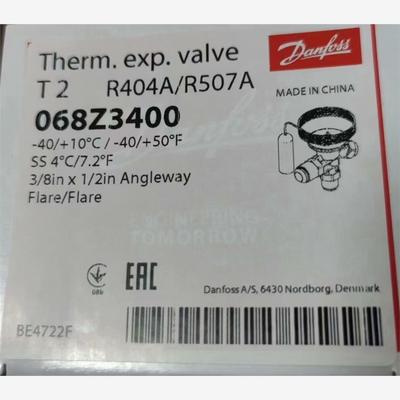 Therm. exp. valve
Danfoss
T 2 R404A/R507A
MADE IN CHINA
068Z3400
-40/+10°C / -40/+50°F
SS 4°C/7.2°F
3/8in x 1/2in Angleway
Flare/Flare
ENGINEERING
TOMORROW
EAC
Danfoss A/S, 6430 Nordborg, Denmark
BE4722F